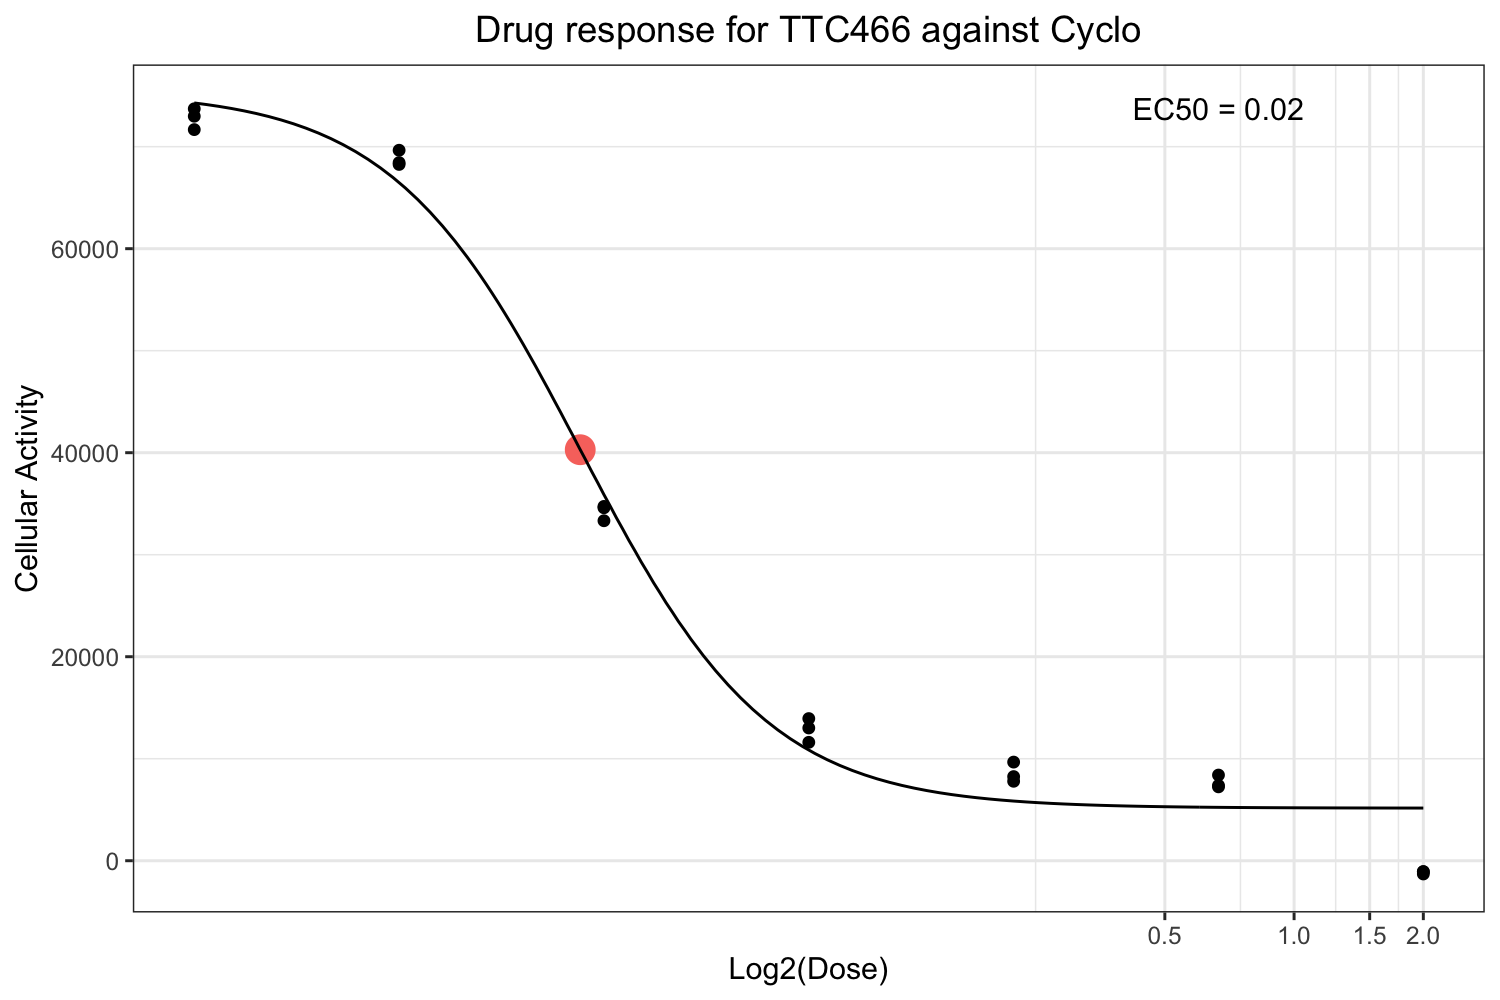 Drug response for TTC466 against Cyclo
EC50 = 0.02
Cellular Activity
60000
40000
20000
0
0.5 1.0 1.5 2.0
Log2(Dose)